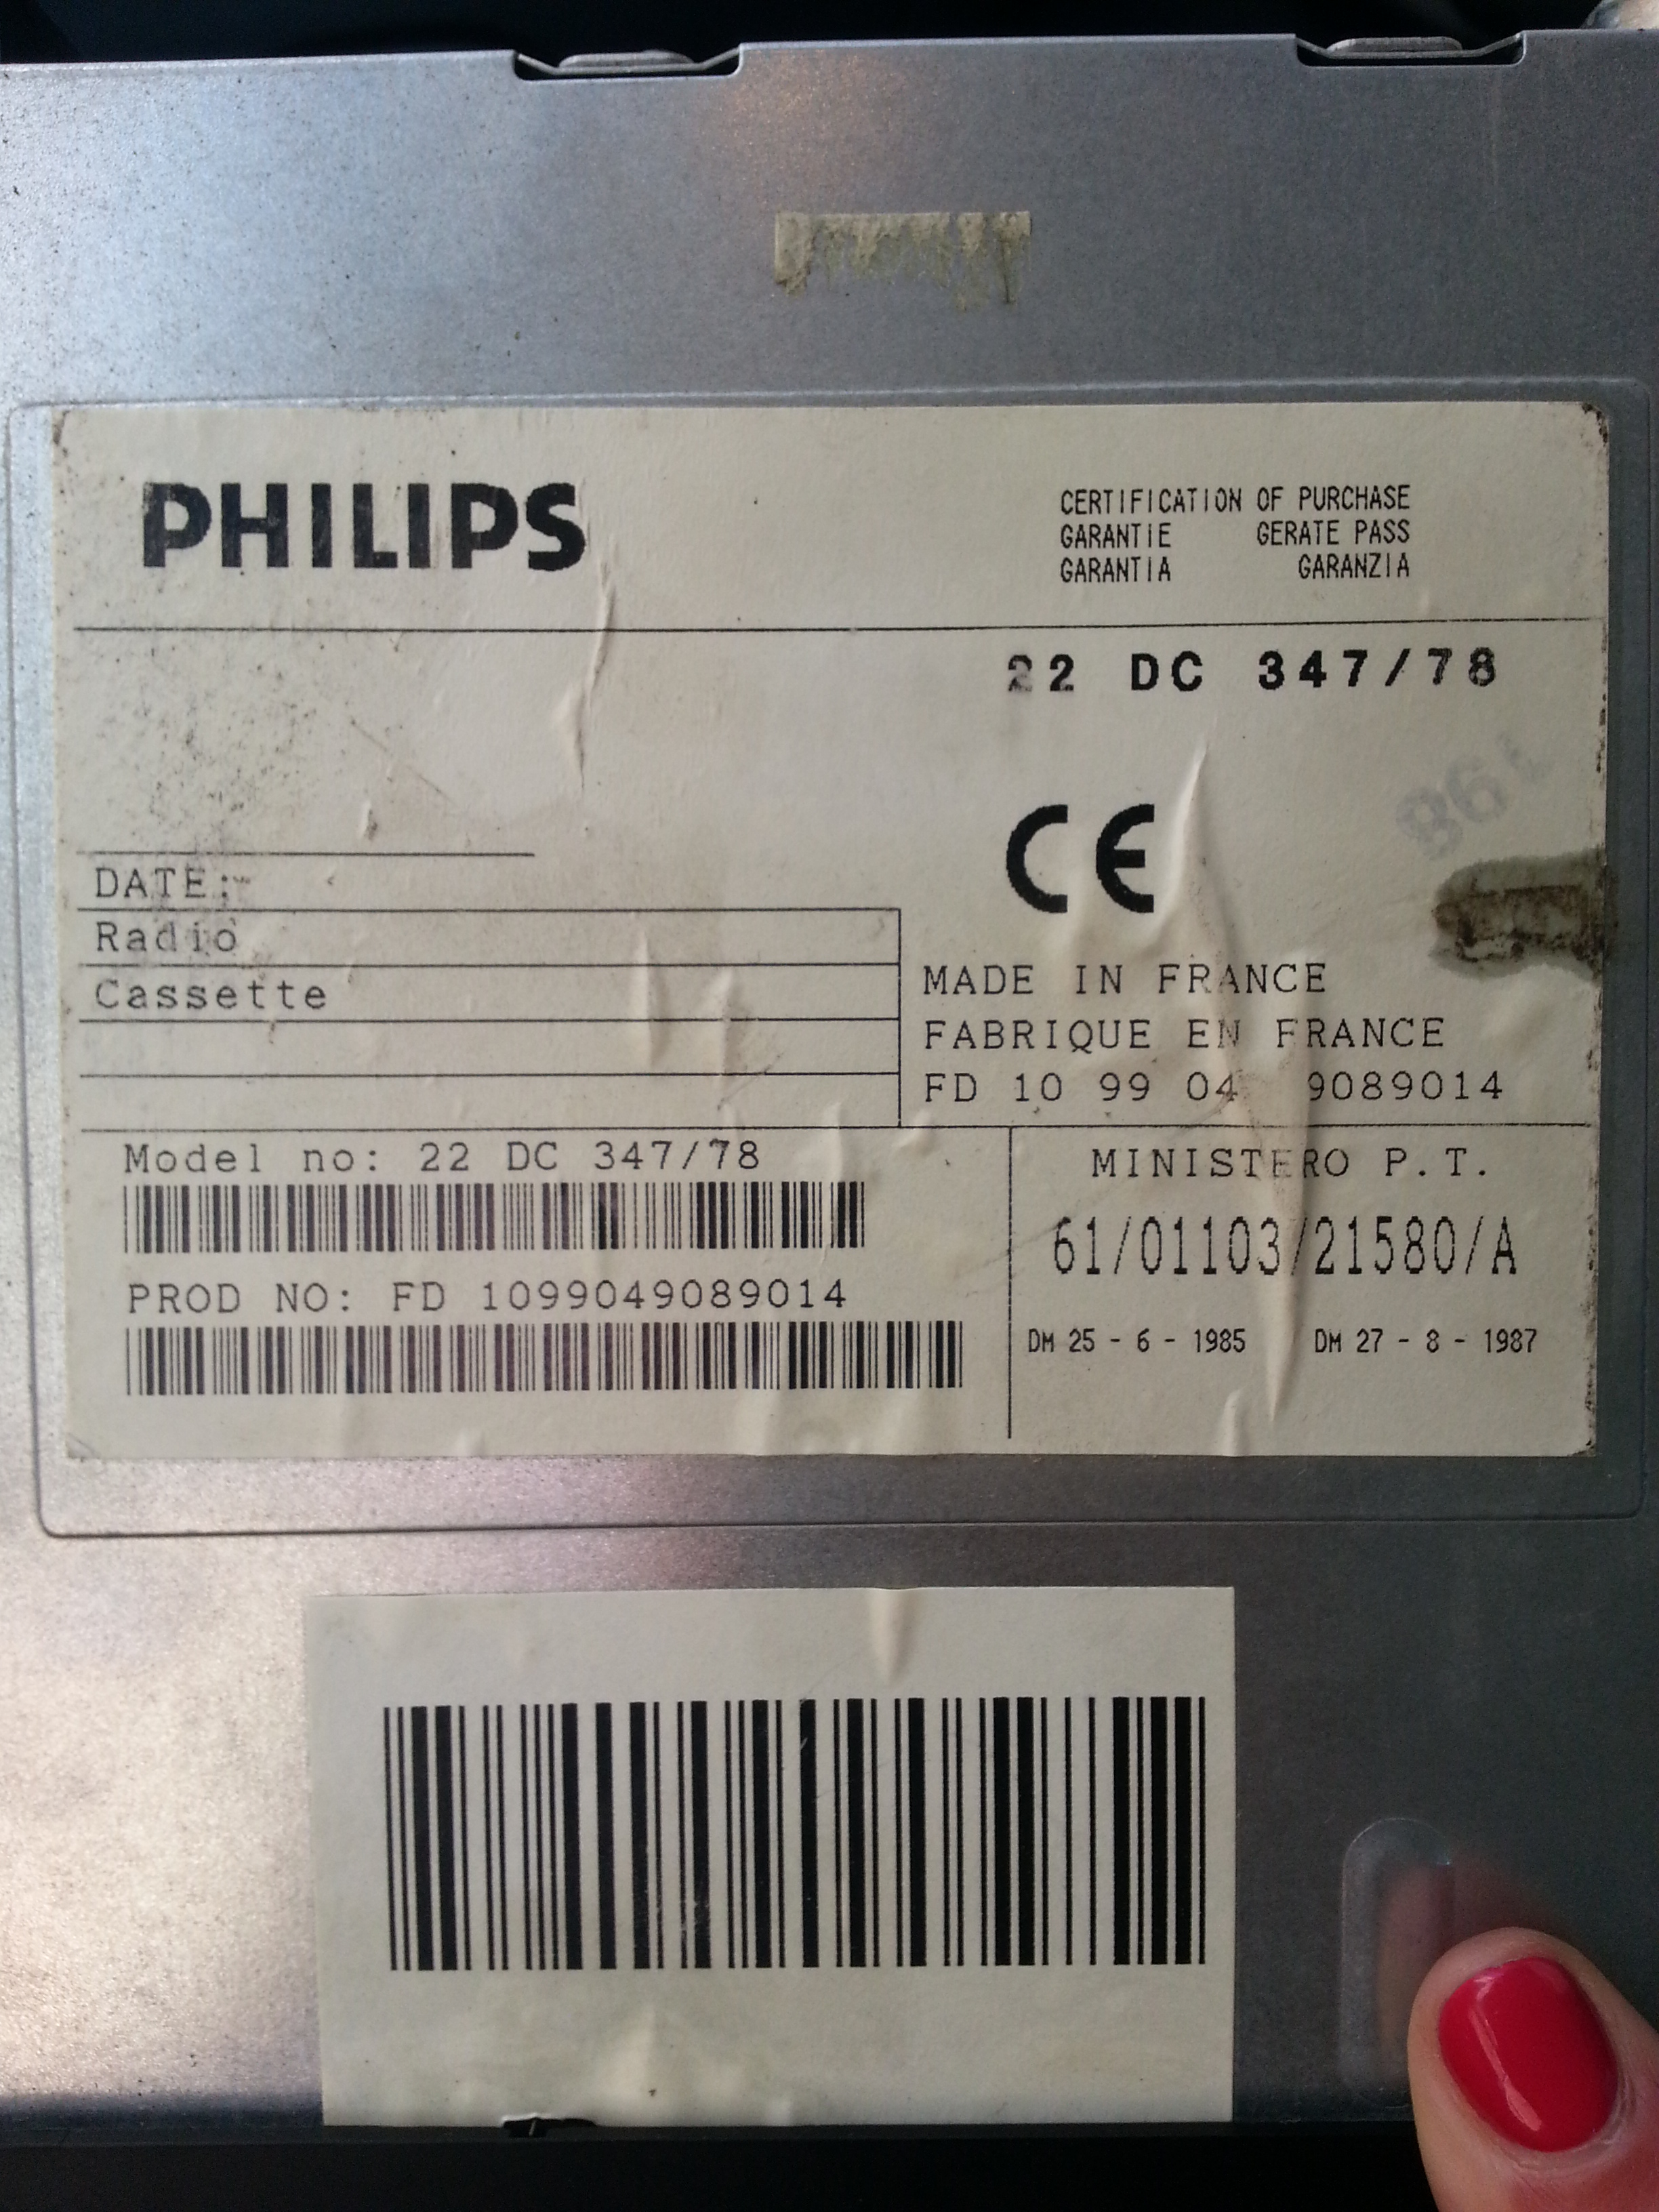 PHILIPS
CERTIFICATION OF PURCHASE
GARANTIE GERATE PASS
GARANTIA GARANZIA
22 DC 347/78
CE
DATE:
Radio
Cassette
MADE IN FRANCE
FABRIQUE EN FRANCE
FD 10 99 04 9089014
Model no: 22 DC 347/78
PROD NO: FD 1099049089014
MINISTERO P.T.
61/01103/21580/A
DM 25 - 6 - 1985 DM 27 - 8 - 1987